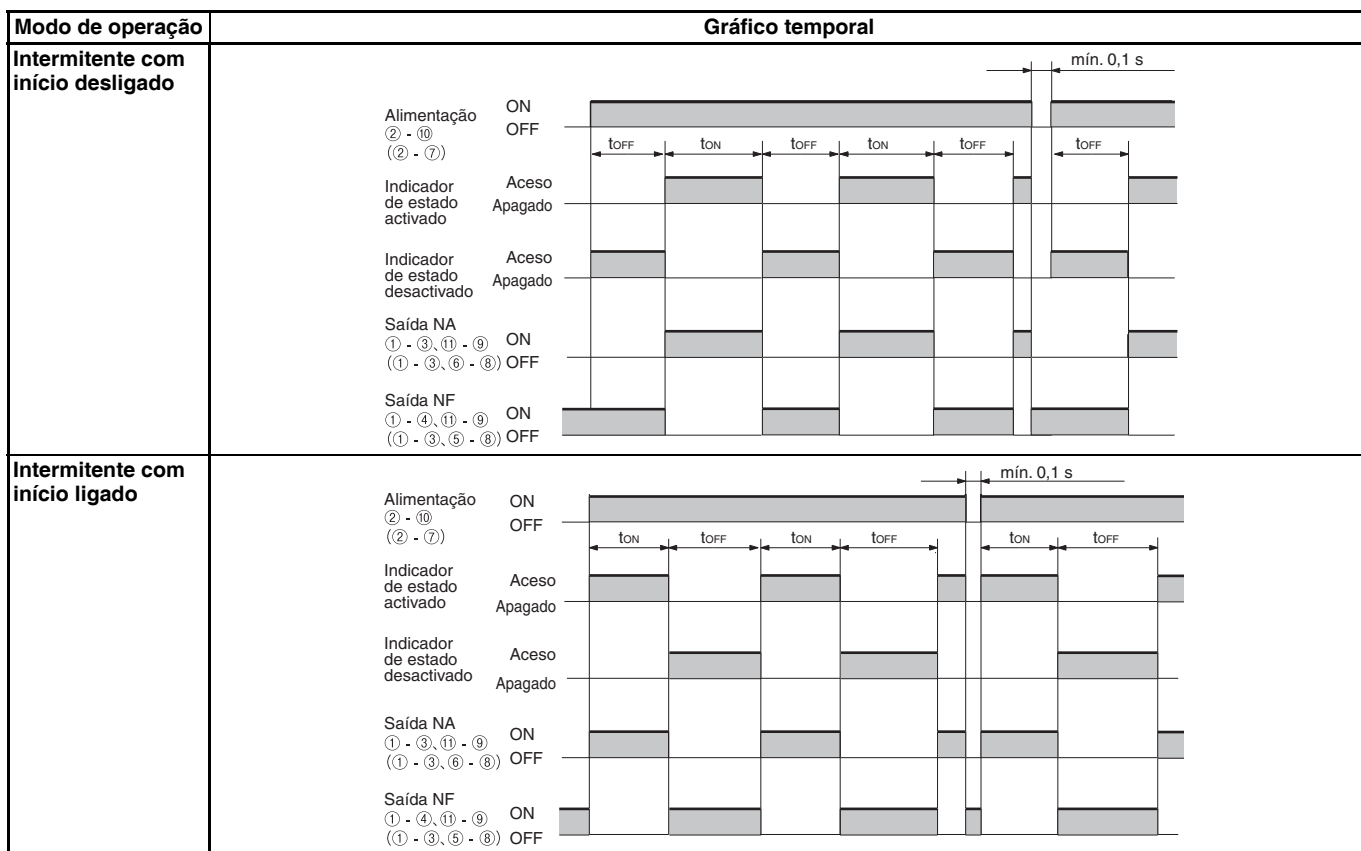 Modo de operação
Gráfico temporal
Intermitente com
início desligado
mín. 0,1 s
Alimentação
② - ⑩
(② - ⑦)
ON
OFF
tOFF
tON
tOFF
tON
tOFF
tOFF
Indicador
de estado
activado
Aceso
Apagado
Indicador
de estado
desactivado
Aceso
Apagado
Saída NA
① - ③、⑪ - ⑨
(① - ③、⑥ - ⑧)
ON
OFF
Saída NF
① - ④、⑪ - ⑨
(① - ③、⑤ - ⑧)
ON
OFF
Intermitente com
início ligado
mín. 0,1 s
Alimentação
② - ⑩
(② - ⑦)
ON
OFF
tON
tOFF
tON
tOFF
tON
tOFF
Indicador
de estado
activado
Aceso
Apagado
Indicador
de estado
desactivado
Aceso
Apagado
Saída NA
① - ③、⑪ - ⑨
(① - ③、⑥ - ⑧)
ON
OFF
Saída NF
① - ④、⑪ - ⑨
(① - ③、⑤ - ⑧)
ON
OFF